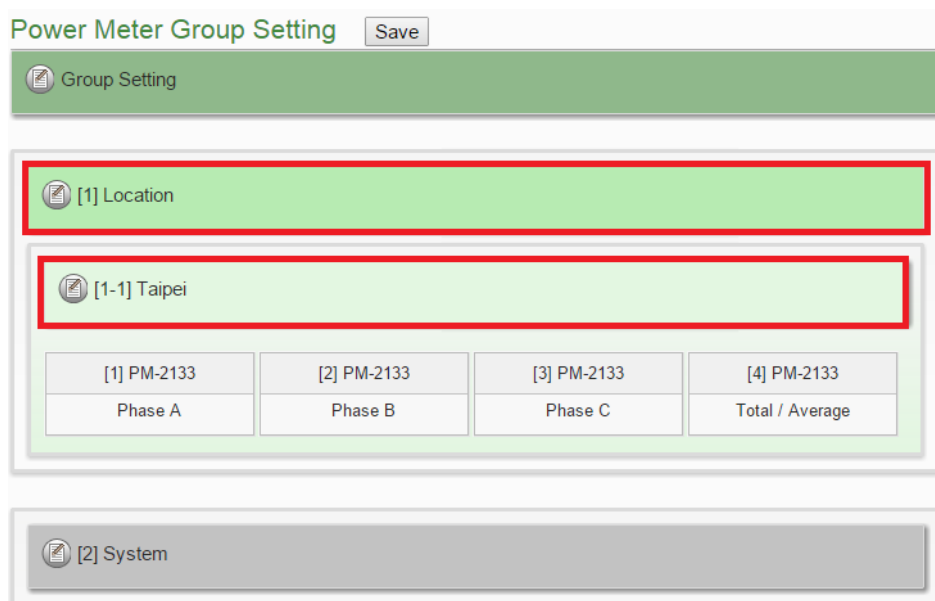 Power Meter Group Setting Save
Group Setting
[1] Location
[1-1] Taipei
[1] PM-2133 [2] PM-2133 [3] PM-2133 [4] PM-2133
Phase A Phase B Phase C Total / Average
[2] System